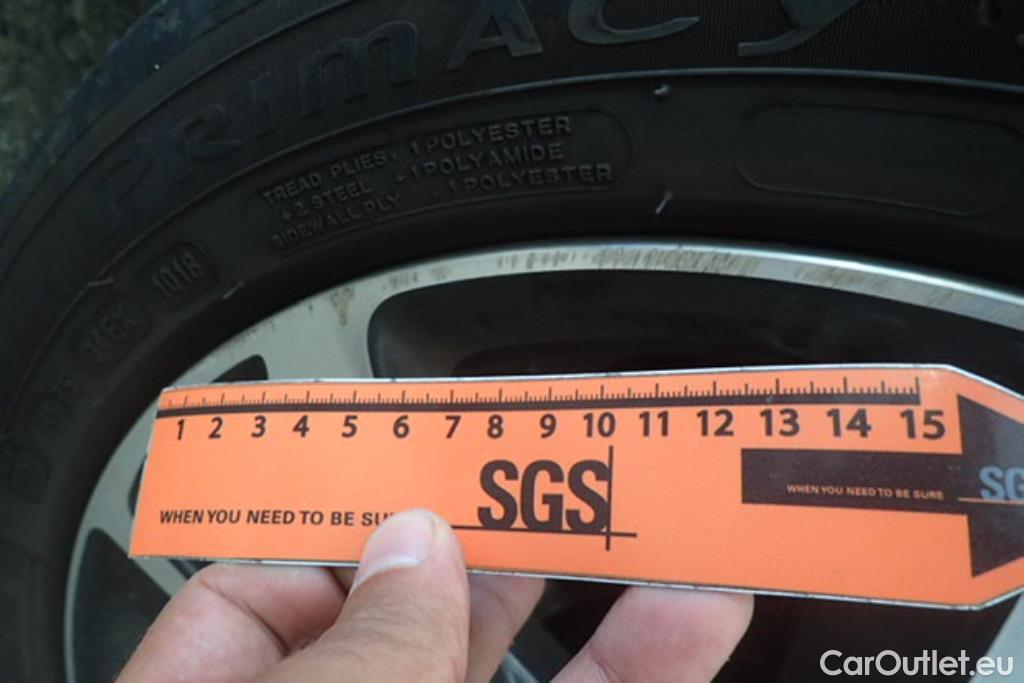 PRIMACY
TREAD PLIES : 1 POLYESTER
+ 2 STEEL + 1 POLYAMIDE
SIDEWALL PLY : 1 POLYESTER
1018
1 2 3 4 5 6 7 8 9 10 11 12 13 14 15
SGS
WHEN YOU NEED TO BE SURE
SG
WHEN YOU NEED TO BE SU
CarOutlet.eu